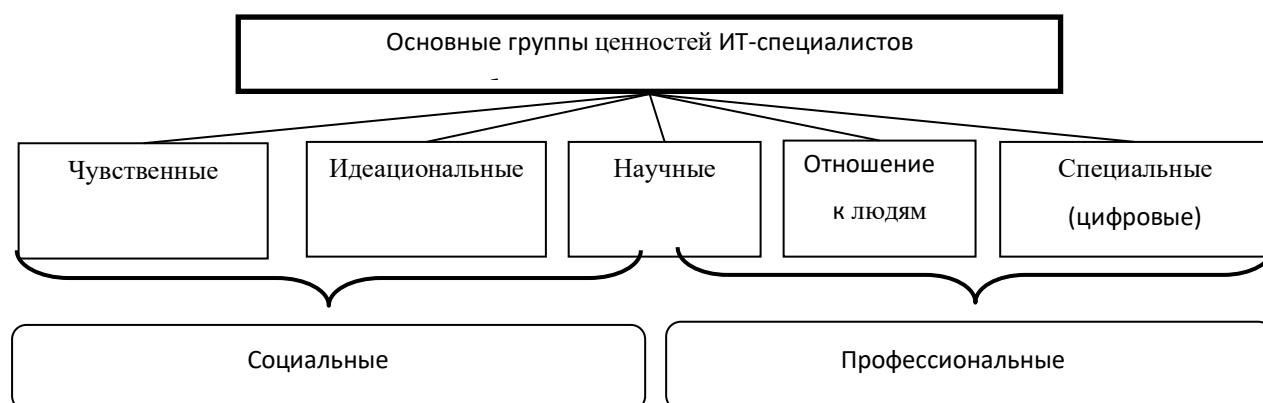 Основные группы ценностей ИТ-специалистов
Чувственные
Идеациональные
Научные
Отношение
к людям
Специальные
(цифровые)
Социальные
Профессиональные